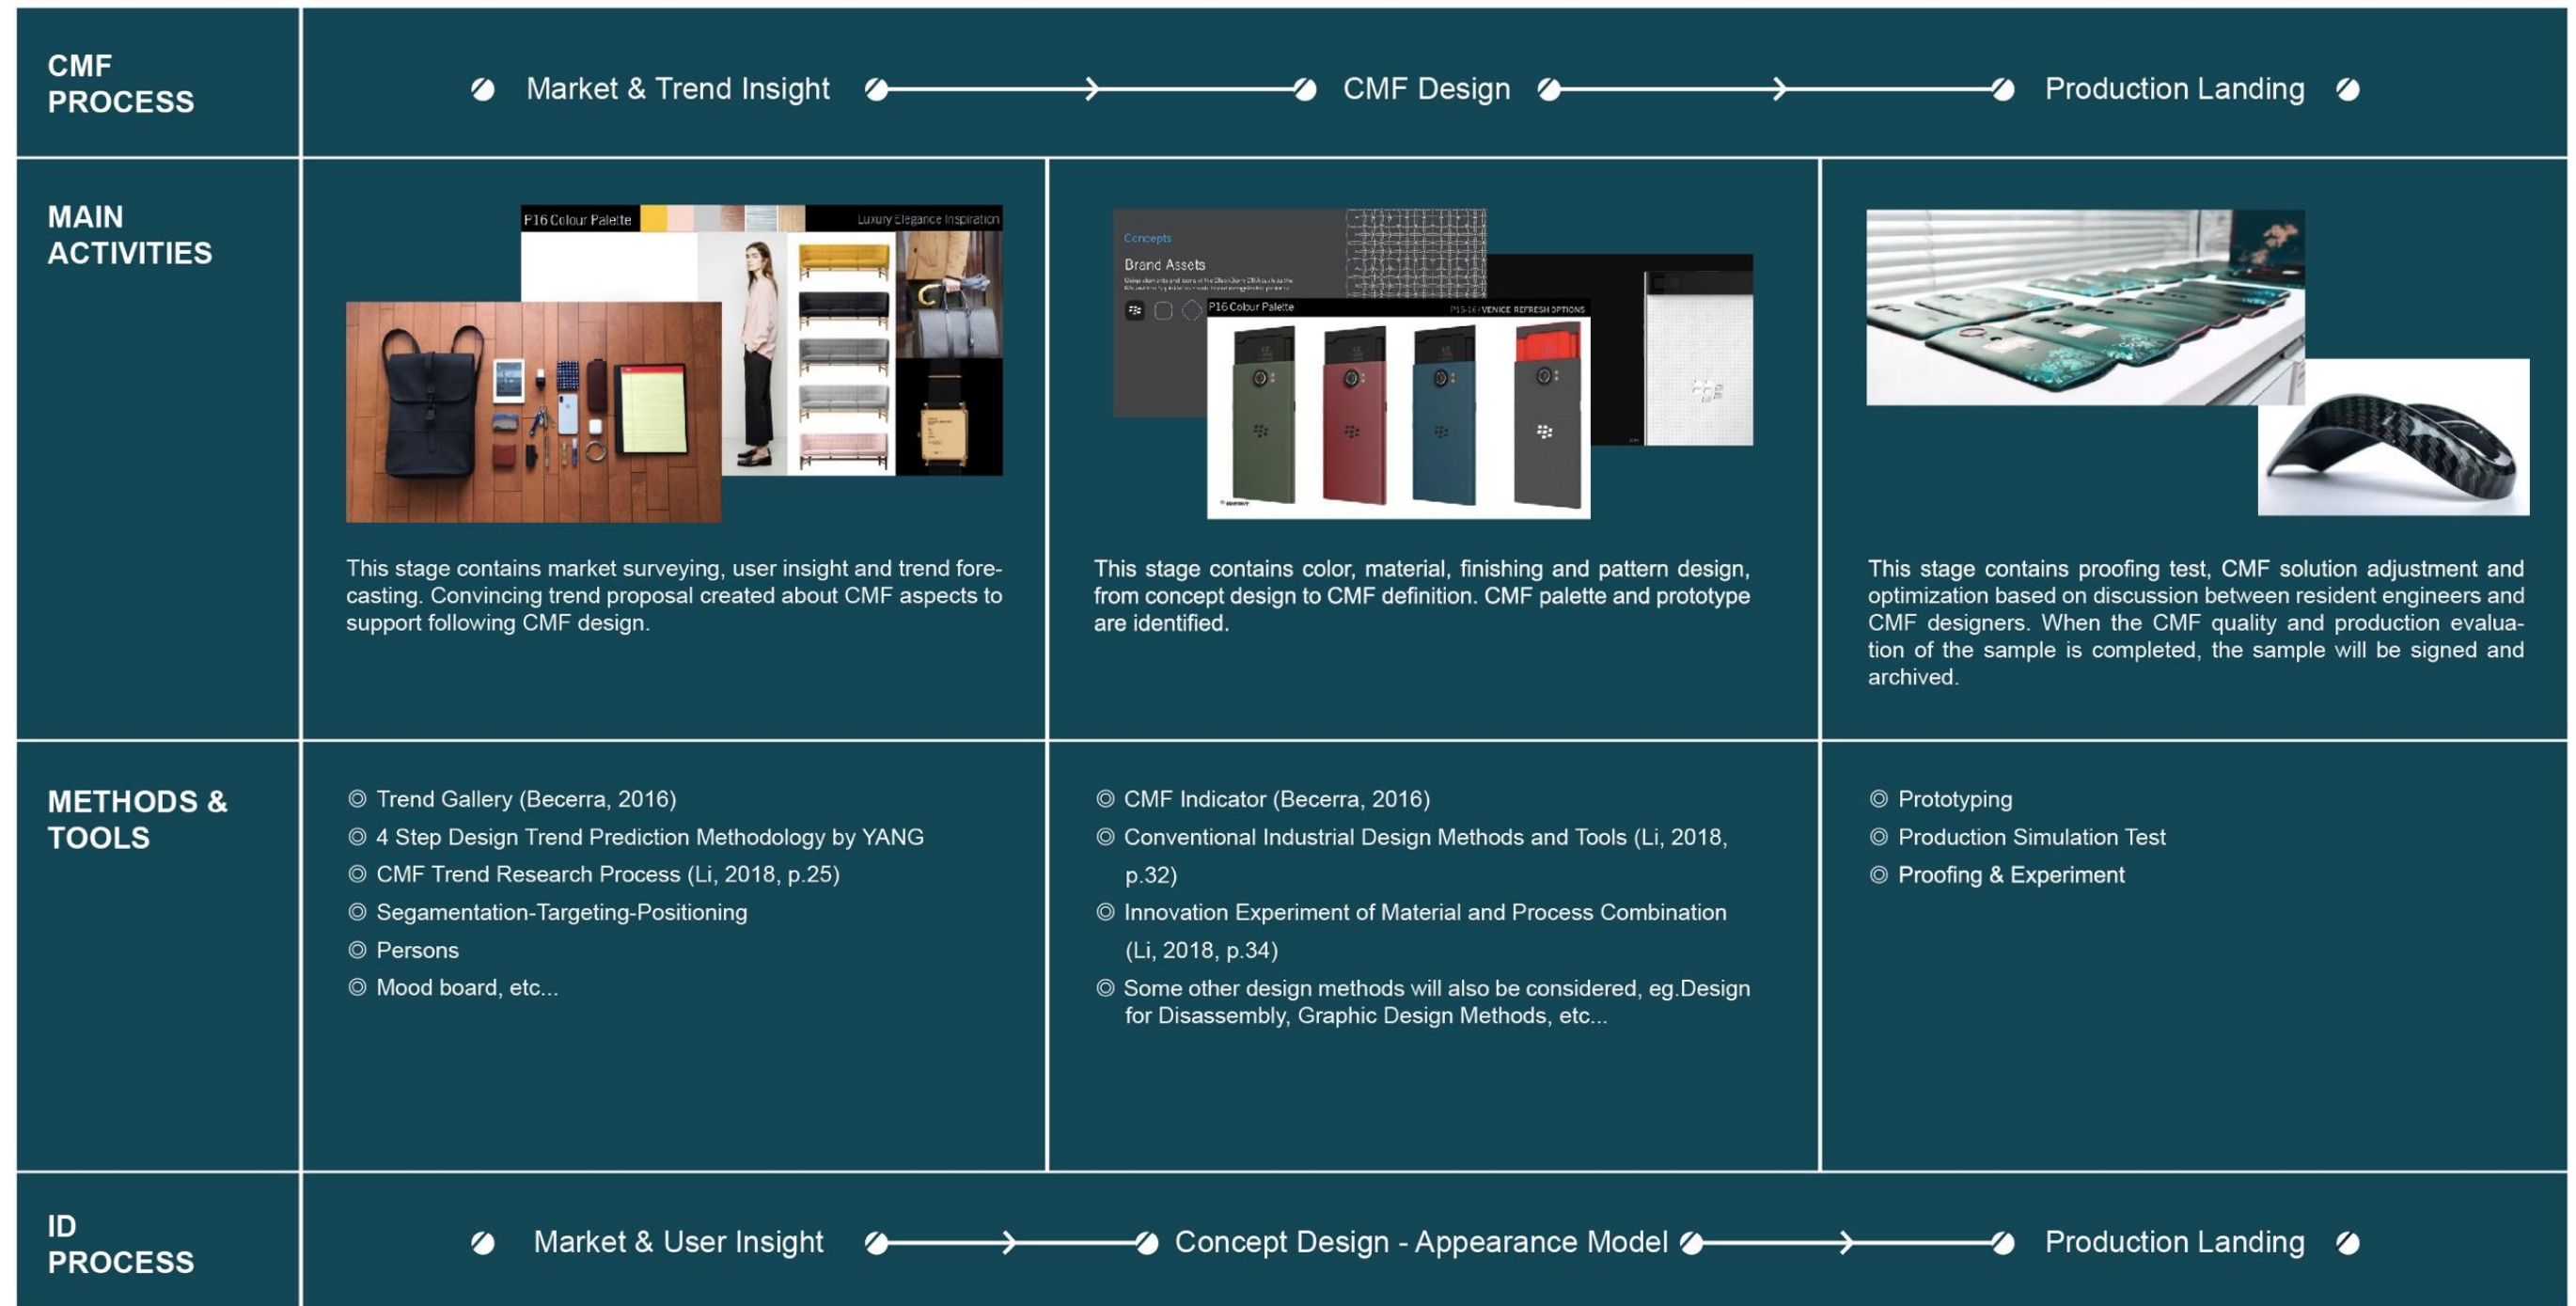 CMF
PROCESS
Market & Trend Insight
CMF Design
Production Landing
MAIN
ACTIVITIES
P16 Colour Palette
Luxury Elegance Inspiration
Concepts
Brand Assets
P16 Colour Palette
P15-16 / VENICE REFRESH OPTIONS
This stage contains market surveying, user insight and trend fore-
casting. Convincing trend proposal created about CMF aspects to
support following CMF design.
This stage contains color, material, finishing and pattern design,
from concept design to CMF definition. CMF palette and prototype
are identified.
This stage contains proofing test, CMF solution adjustment and
optimization based on discussion between resident engineers and
CMF designers. When the CMF quality and production evalua-
tion of the sample is completed, the sample will be signed and
archived.
METHODS &
TOOLS
◎ Trend Gallery (Becerra, 2016)
◎ 4 Step Design Trend Prediction Methodology by YANG
◎ CMF Trend Research Process (Li, 2018, p.25)
◎ Segamentation-Targeting-Positioning
◎ Persons
◎ Mood board, etc...
◎ CMF Indicator (Becerra, 2016)
◎ Conventional Industrial Design Methods and Tools (Li, 2018,
p.32)
◎ Innovation Experiment of Material and Process Combination
(Li, 2018, p.34)
◎ Some other design methods will also be considered, eg.Design
for Disassembly, Graphic Design Methods, etc...
◎ Prototyping
◎ Production Simulation Test
◎ Proofing & Experiment
ID
PROCESS
Market & User Insight
Concept Design - Appearance Model
Production Landing